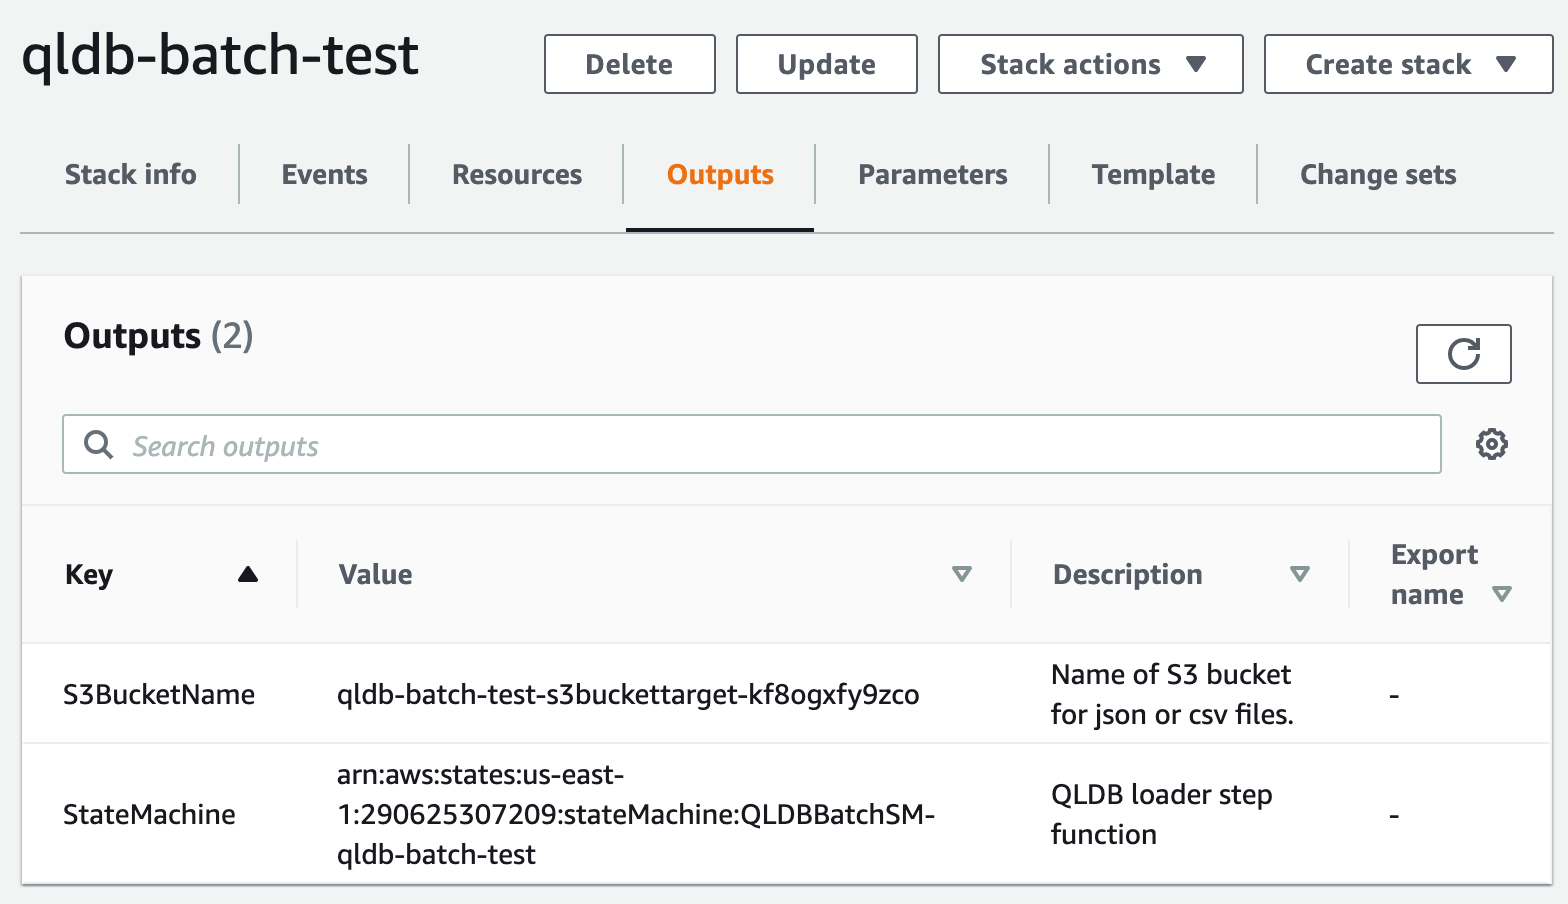 qldb-batch-test
Delete
Update
Stack actions
Create stack
Stack info
Events
Resources
Outputs
Parameters
Template
Change sets
Outputs (2)
Search outputs
Key
Value
Description
Export
name
S3BucketName
qldb-batch-test-s3buckettarget-kf8ogxfy9zco
Name of S3 bucket
for json or csv files.
-
StateMachine
arn:aws:states:us-east-
1:290625307209:stateMachine:QLDBBatchSM-
qldb-batch-test
QLDB loader step
function
-